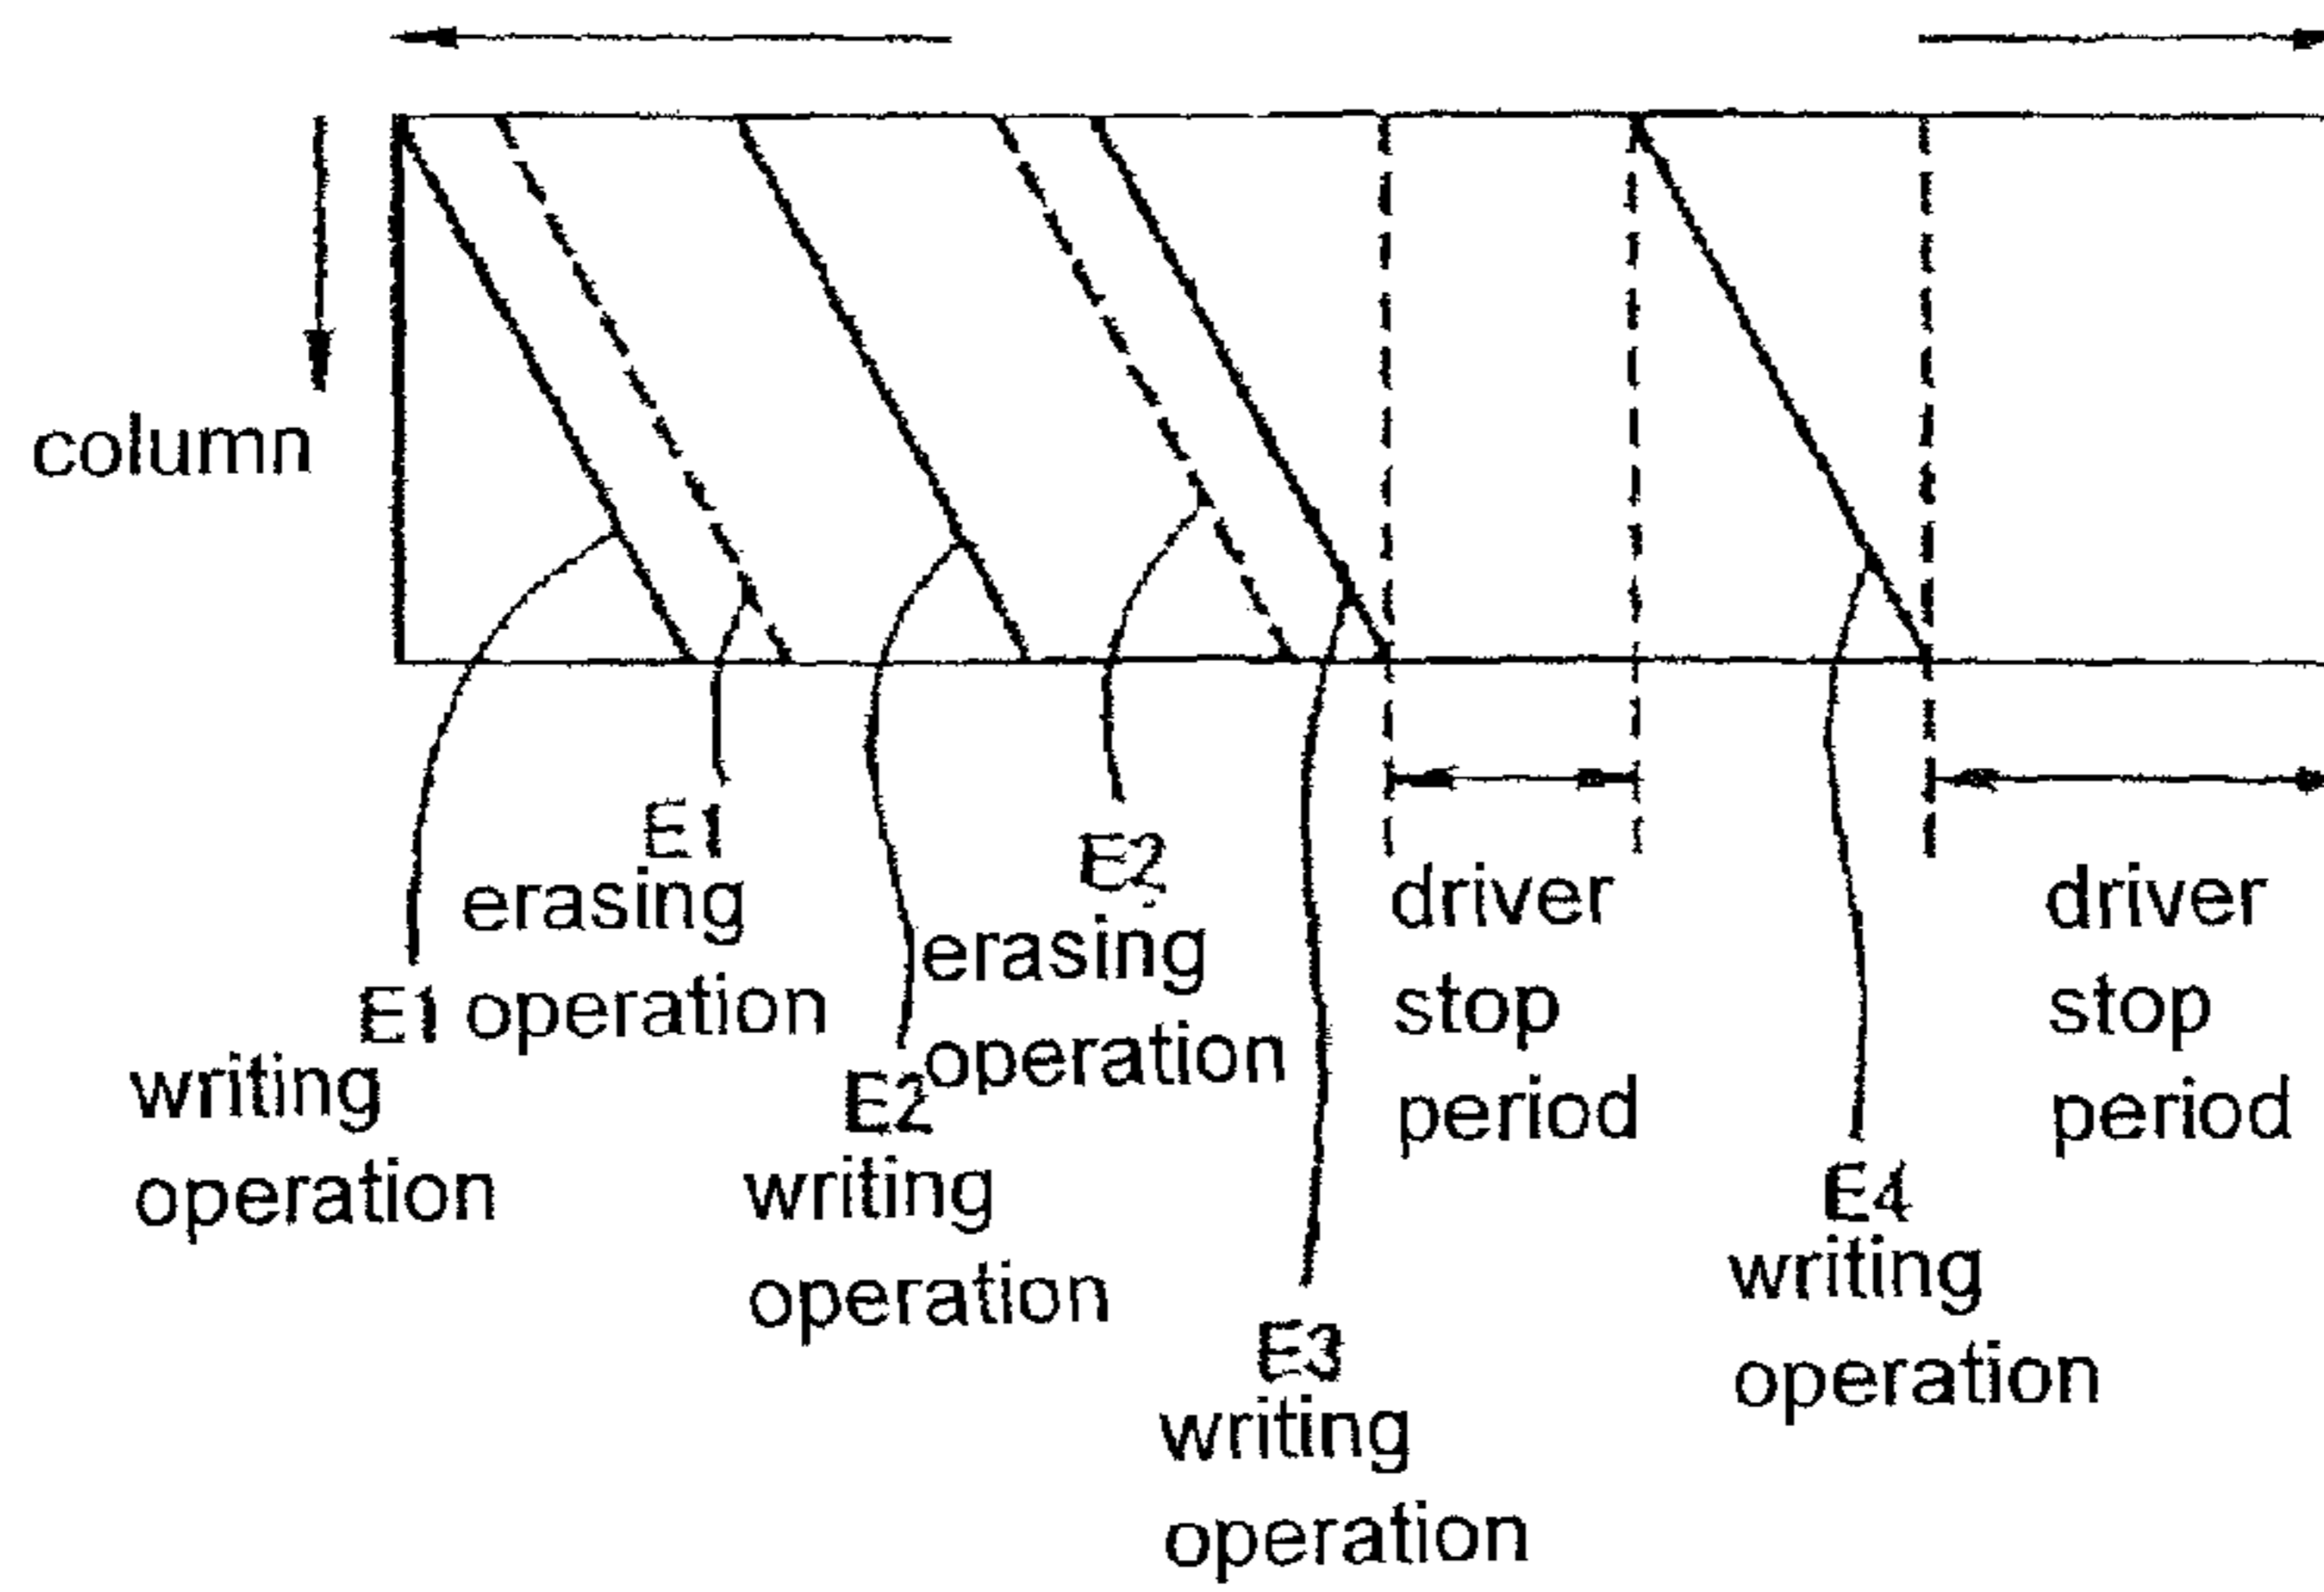 column
E1
erasing
operation
E1
writing
operation
E2
erasing
operation
E2
writing
operation
E3
writing
operation
driver
stop
period
E4
writing
operation
driver
stop
period